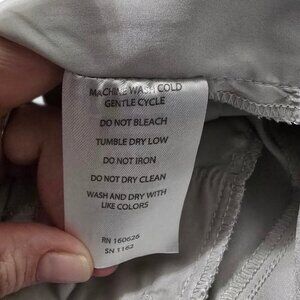 MACHINE WASH COLD
GENTLE CYCLE
DO NOT BLEACH
TUMBLE DRY LOW
DO NOT IRON
DO NOT DRY CLEAN
WASH AND DRY WITH
LIKE COLORS
RN 160626
SN 1162